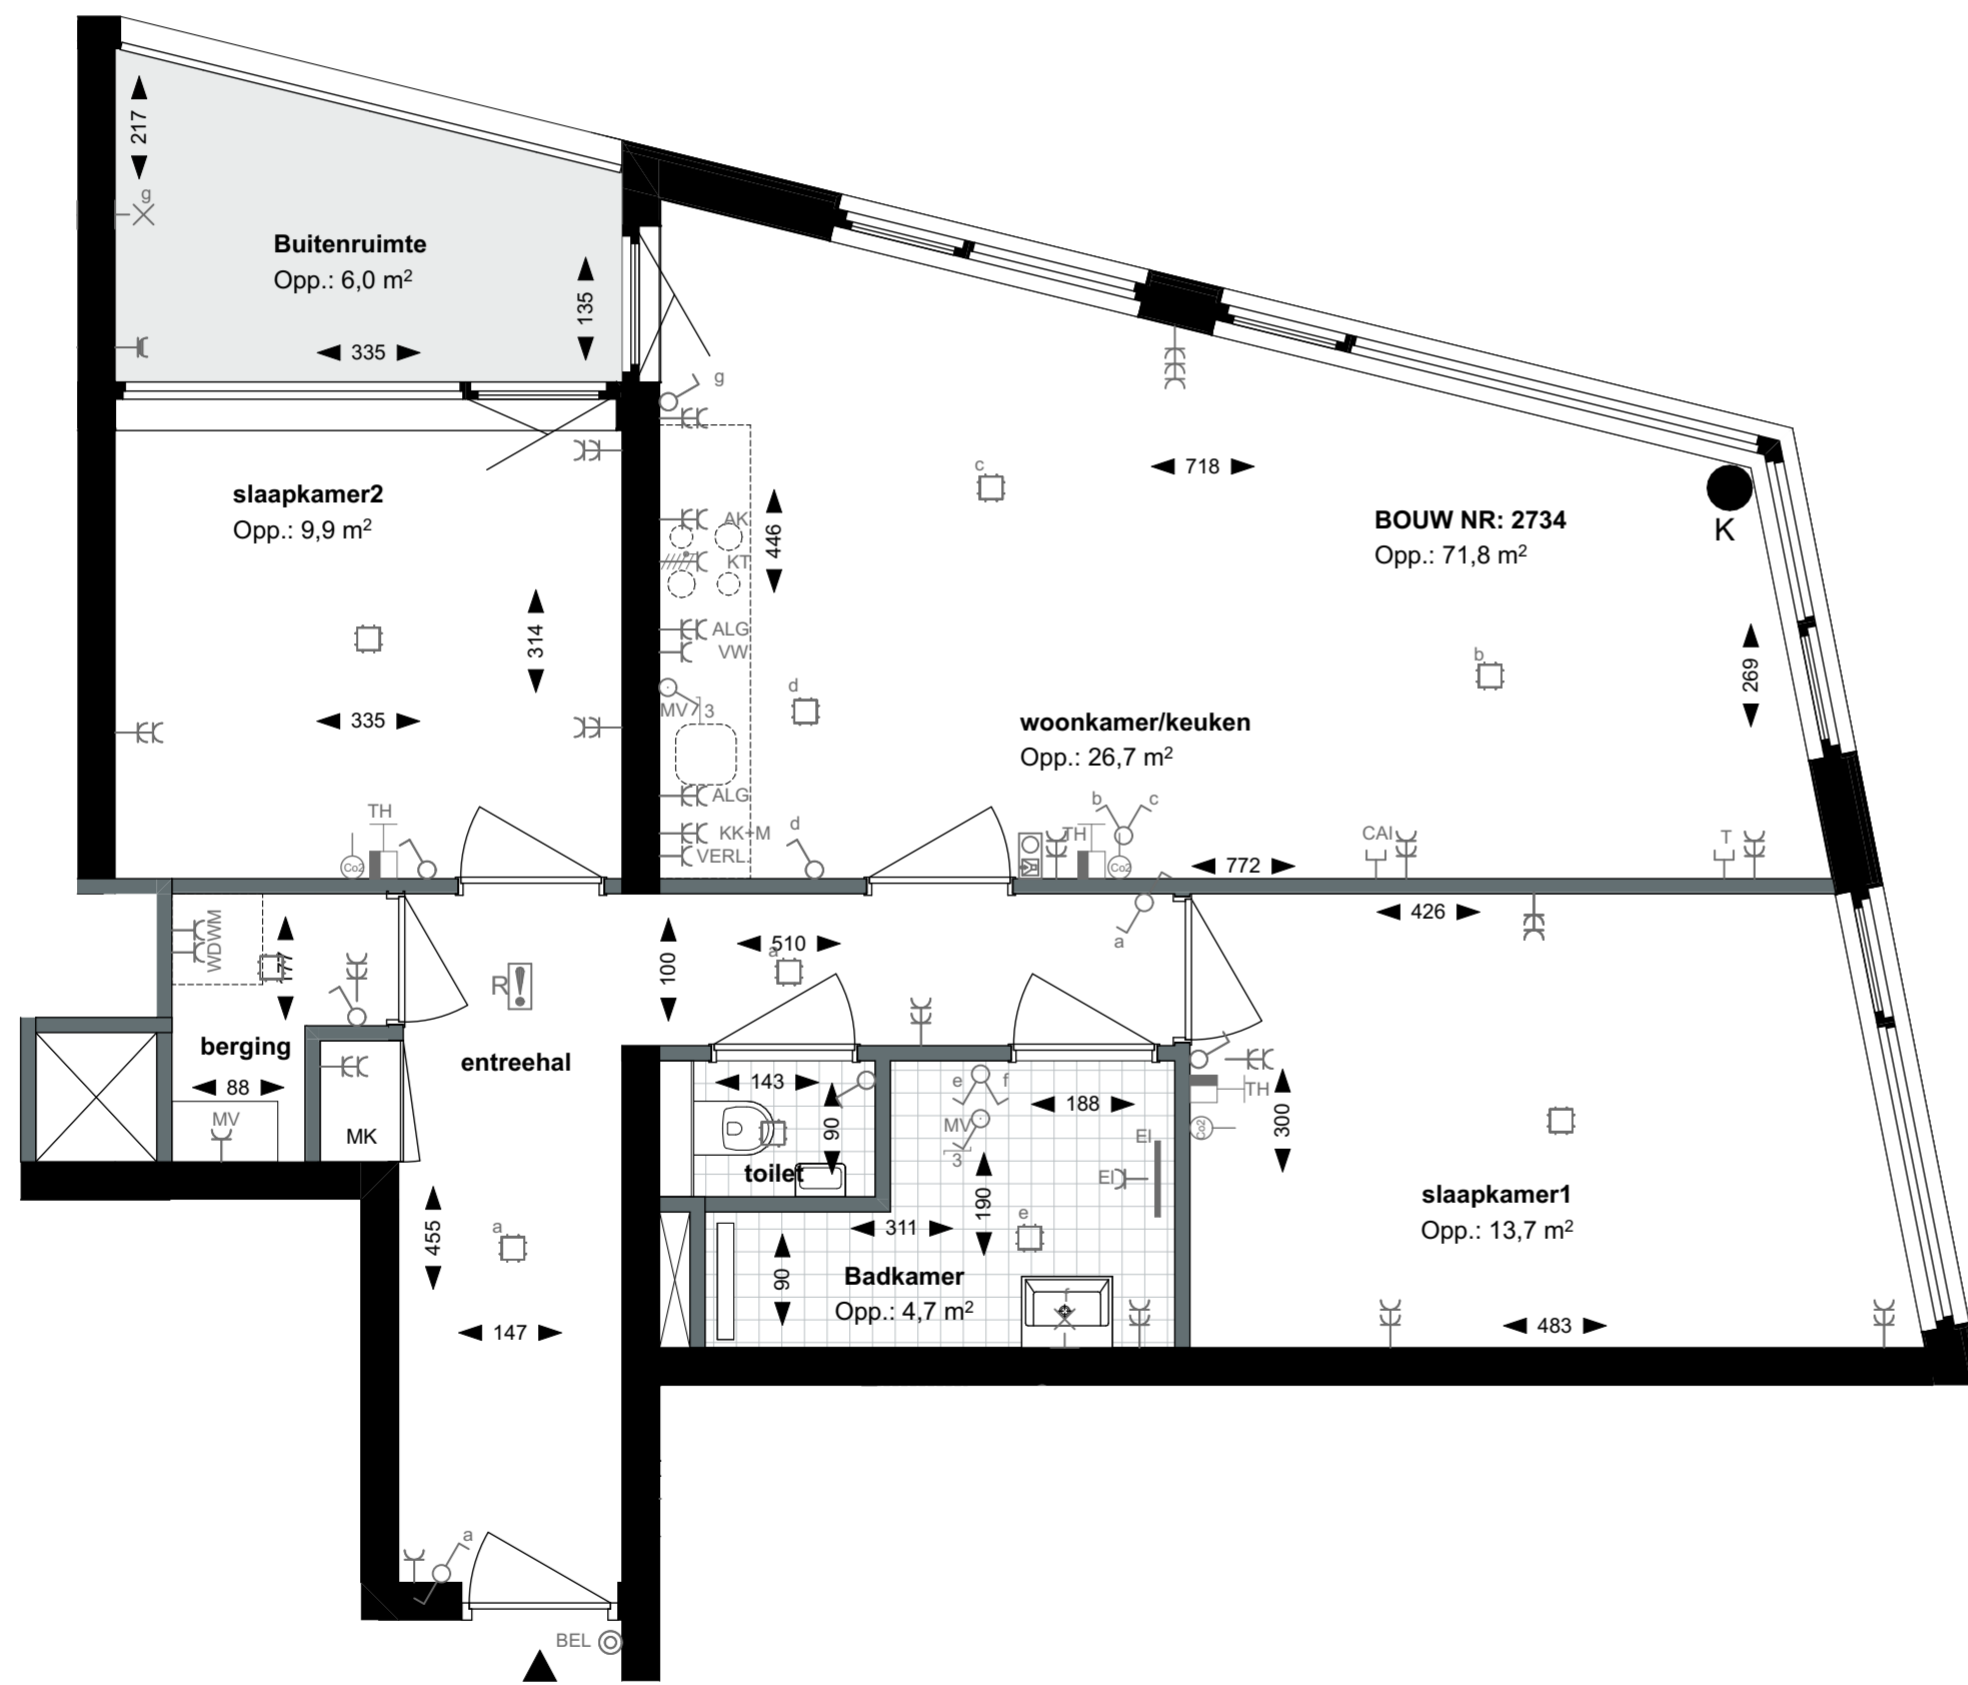 217
g
Buitenruimte
Opp.: 6,0 m²
135
335
g
slaapkamer2
Opp.: 9,9 m²
314
335
TH
Co2
AK
KT
446
ALG
VW
MV
3
d
ALG
KK+M
VERL.
d
c
718
BOUW NR: 2734
Opp.: 71,8 m²
K
b
269
woonkamer/keuken
Opp.: 26,7 m²
b
c
TH
Co2
772
CAI
T
426
WDWM
177
berging
88
MV
MK
R
entreehal
100
510
a
a
143
90
toilet
e
f
MV
3
188
EI
EI
190
311
e
90
Badkamer
Opp.: 4,7 m²
f
TH
Co2
300
slaapkamer1
Opp.: 13,7 m²
483
455
a
147
a
BEL